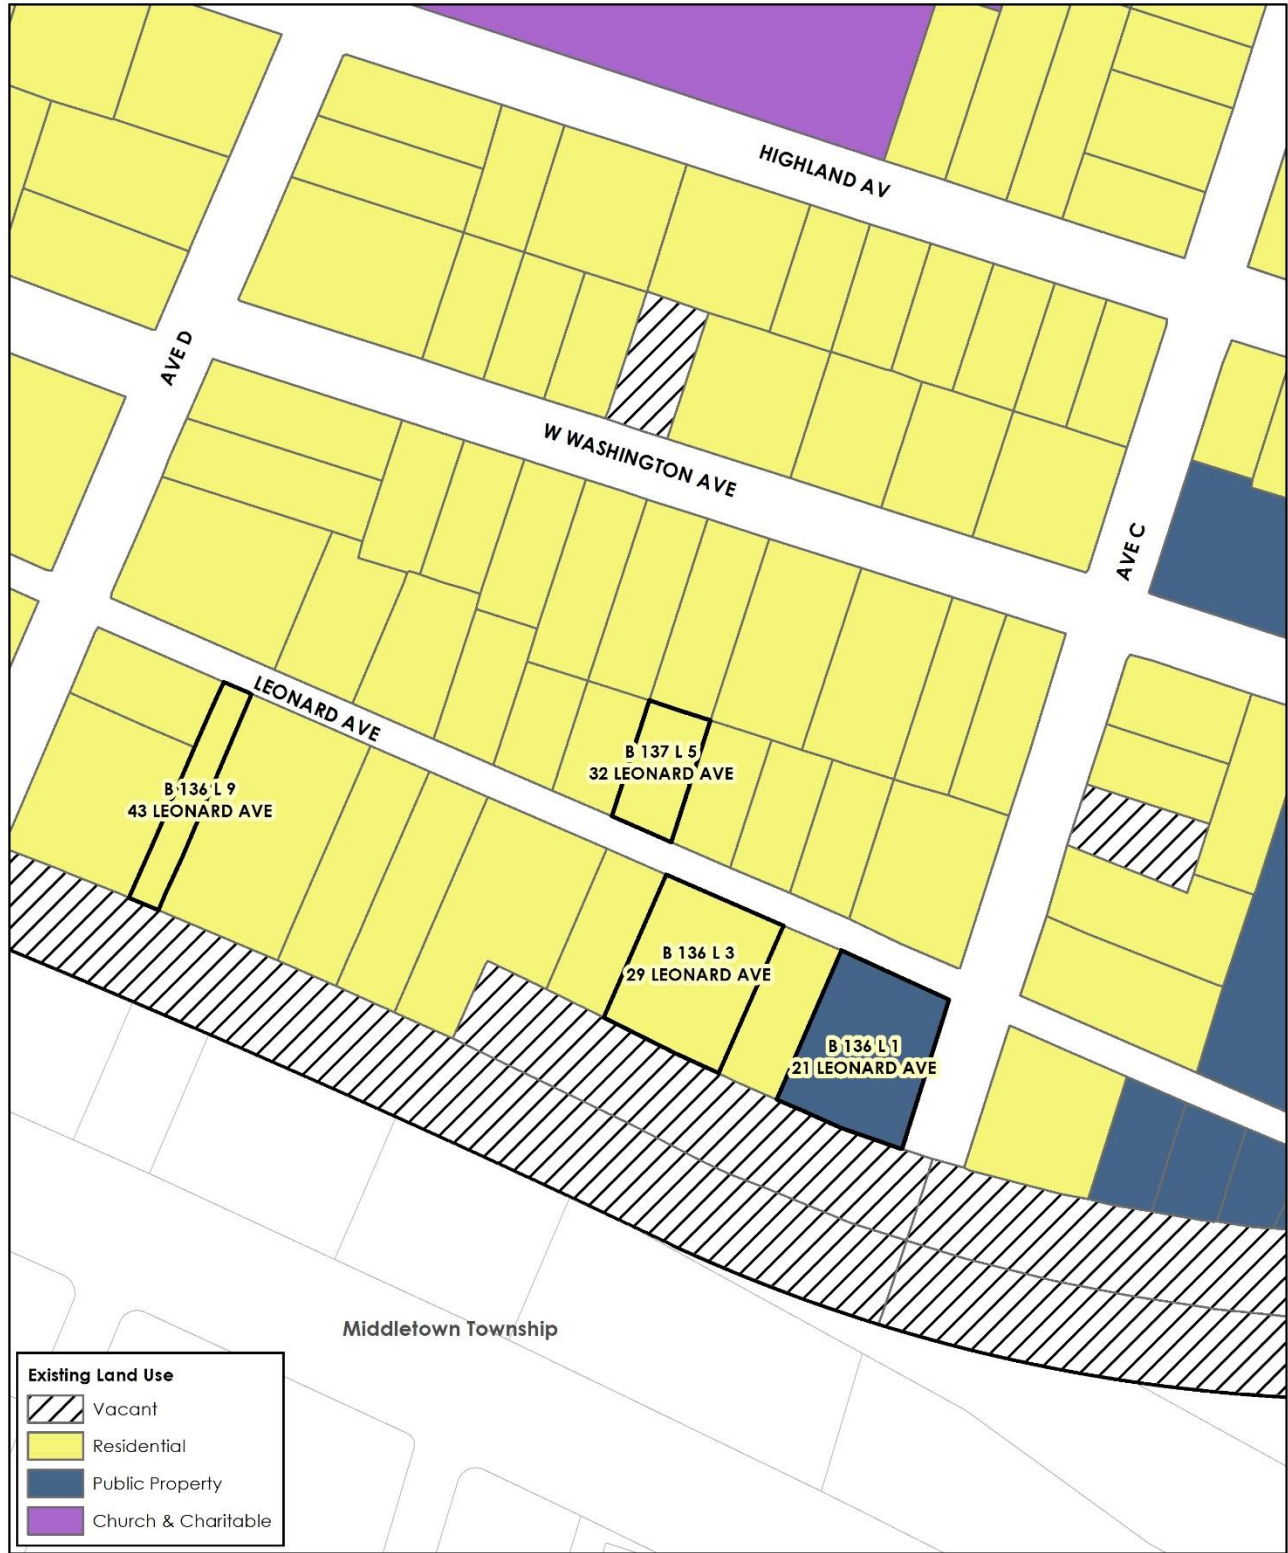 HIGHLAND AV
AVE D
W WASHINGTON AVE
AVE C
LEONARD AVE
B 137 L 5
32 LEONARD AVE
B 136 L 9
43 LEONARD AVE
B 136 L 3
29 LEONARD AVE
B 136 L 1
21 LEONARD AVE
Middletown Township
Existing Land Use
Vacant
Residential
Public Property
Church & Charitable